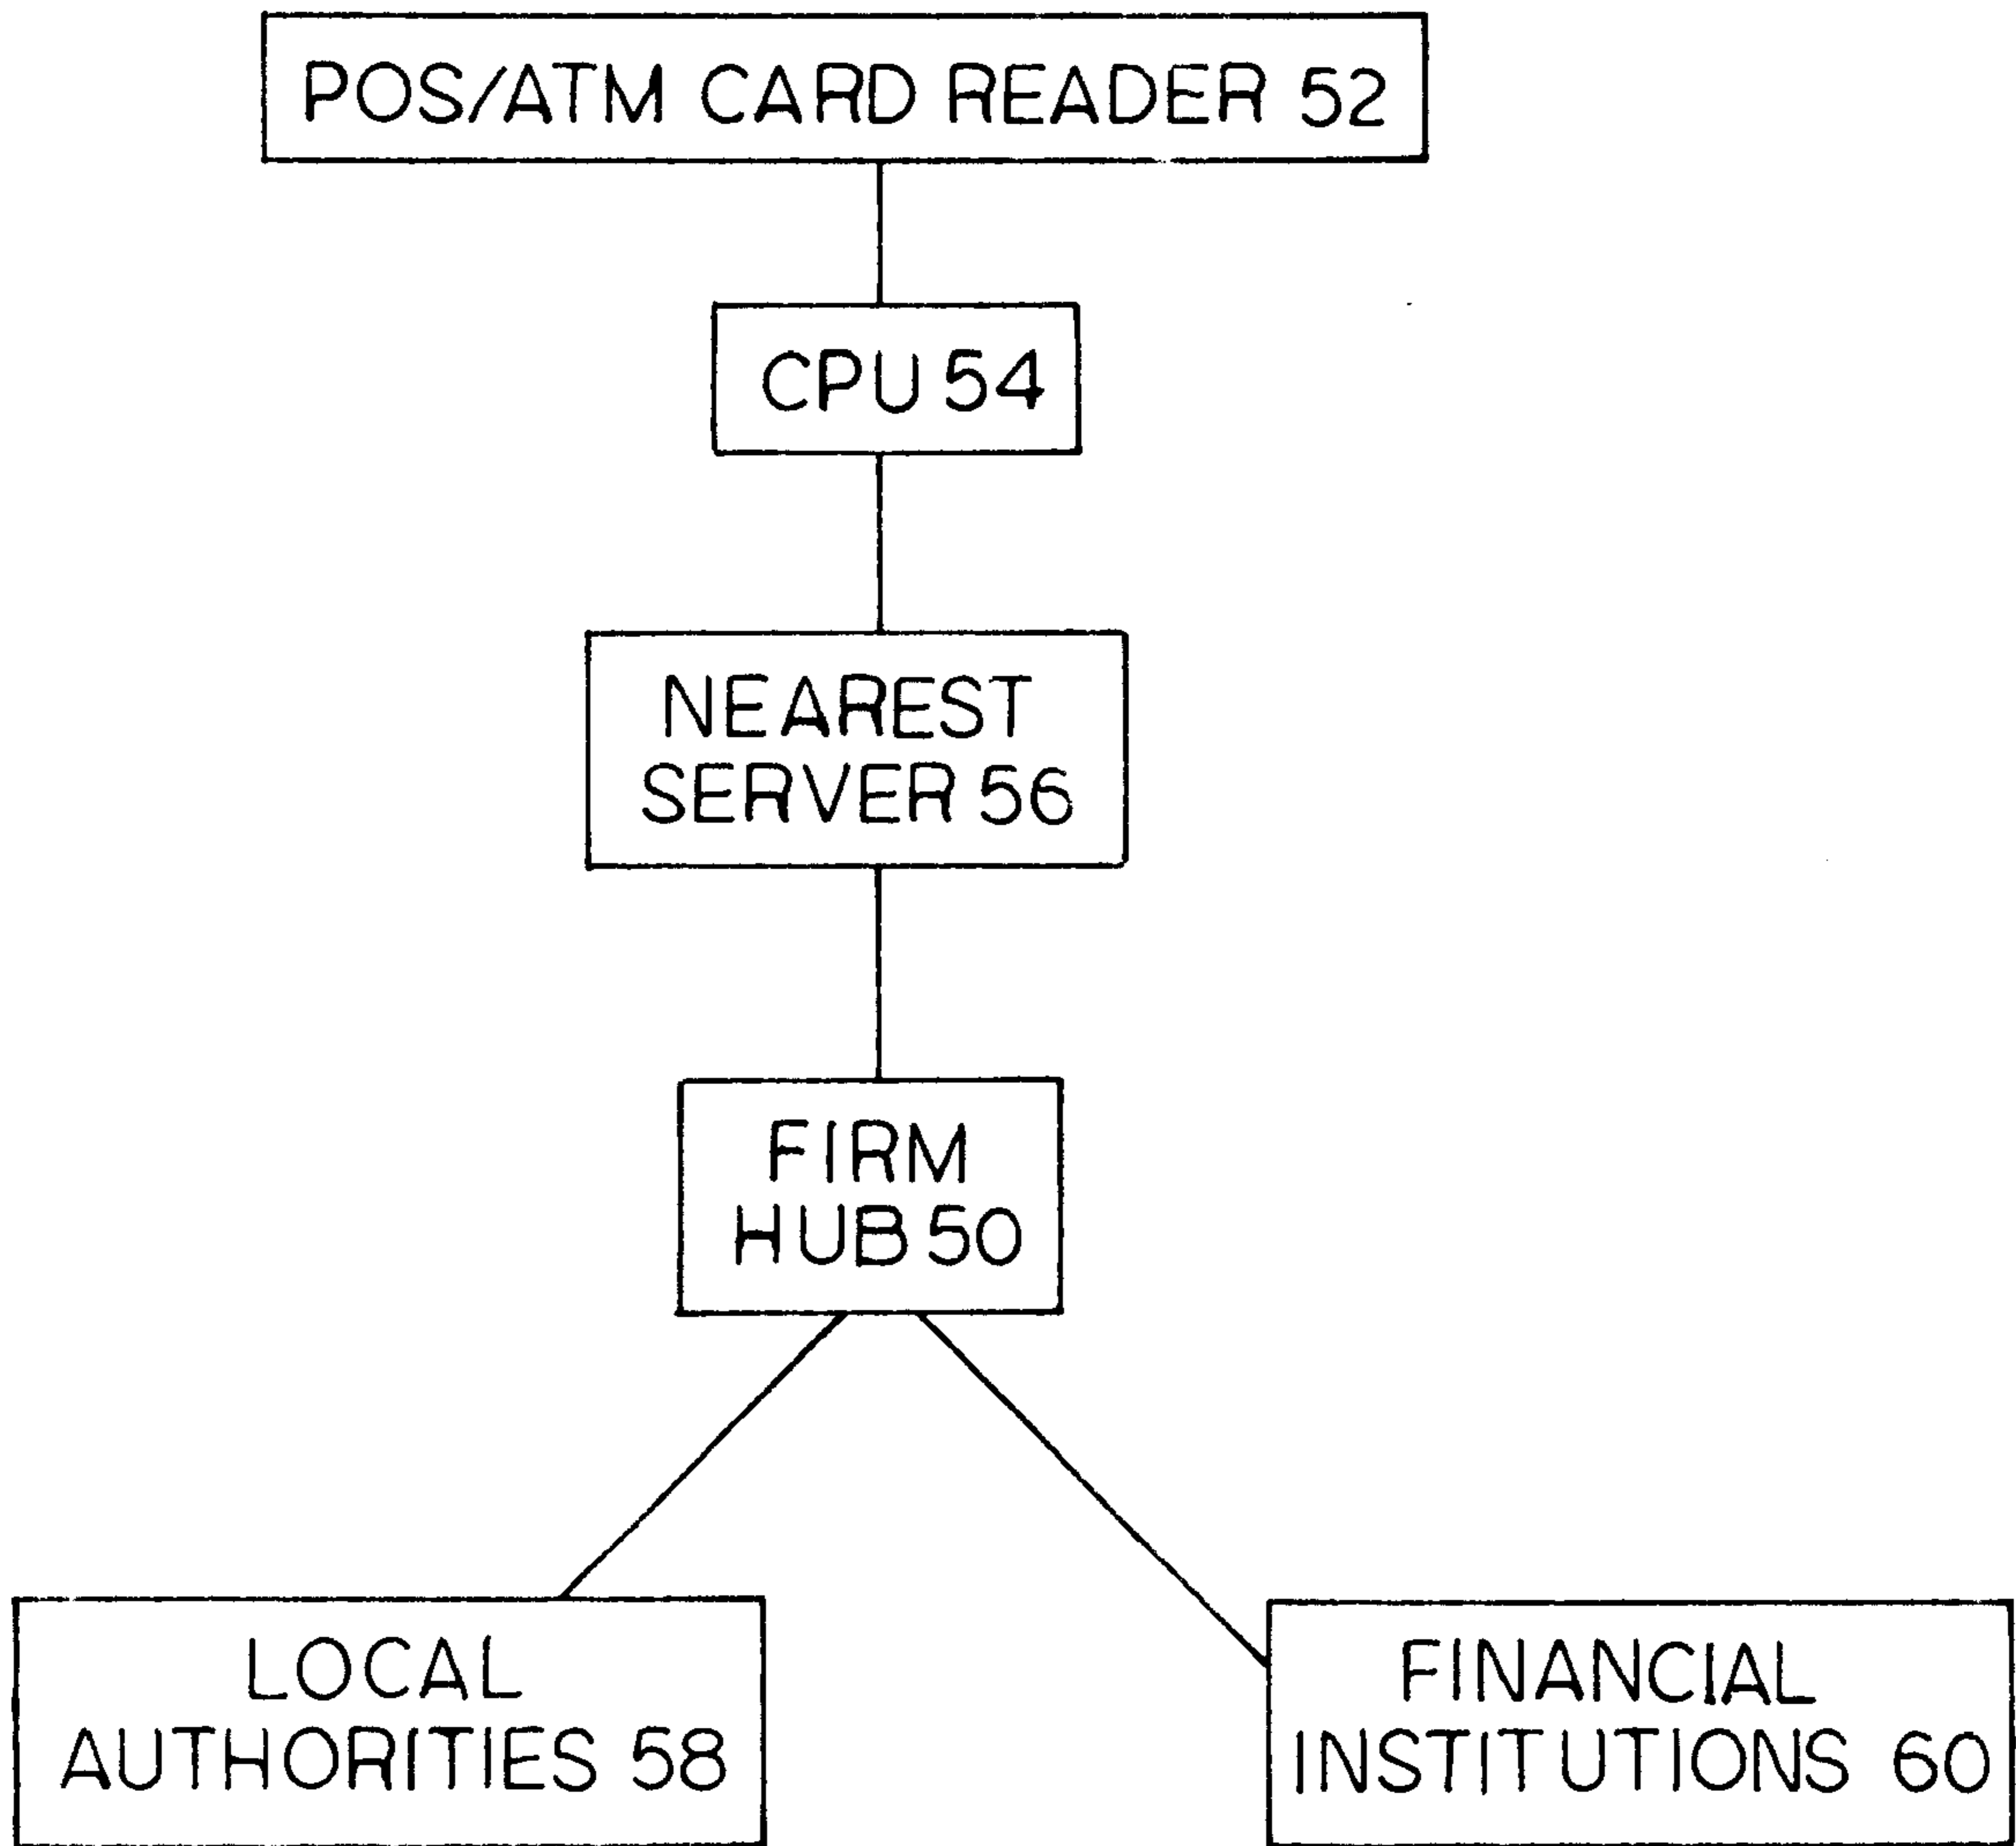 POS/ATM CARD READER 52
CPU 54
NEAREST
SERVER 56
FIRM
HUB 50
LOCAL
AUTHORITIES 58
FINANCIAL
INSTITUTIONS 60